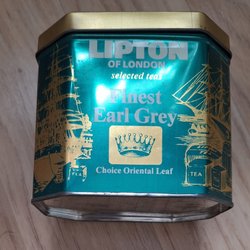 LIPTON
OF LONDON
selected teas
Finest
Earl Grey
Choice Oriental Leaf
TEA